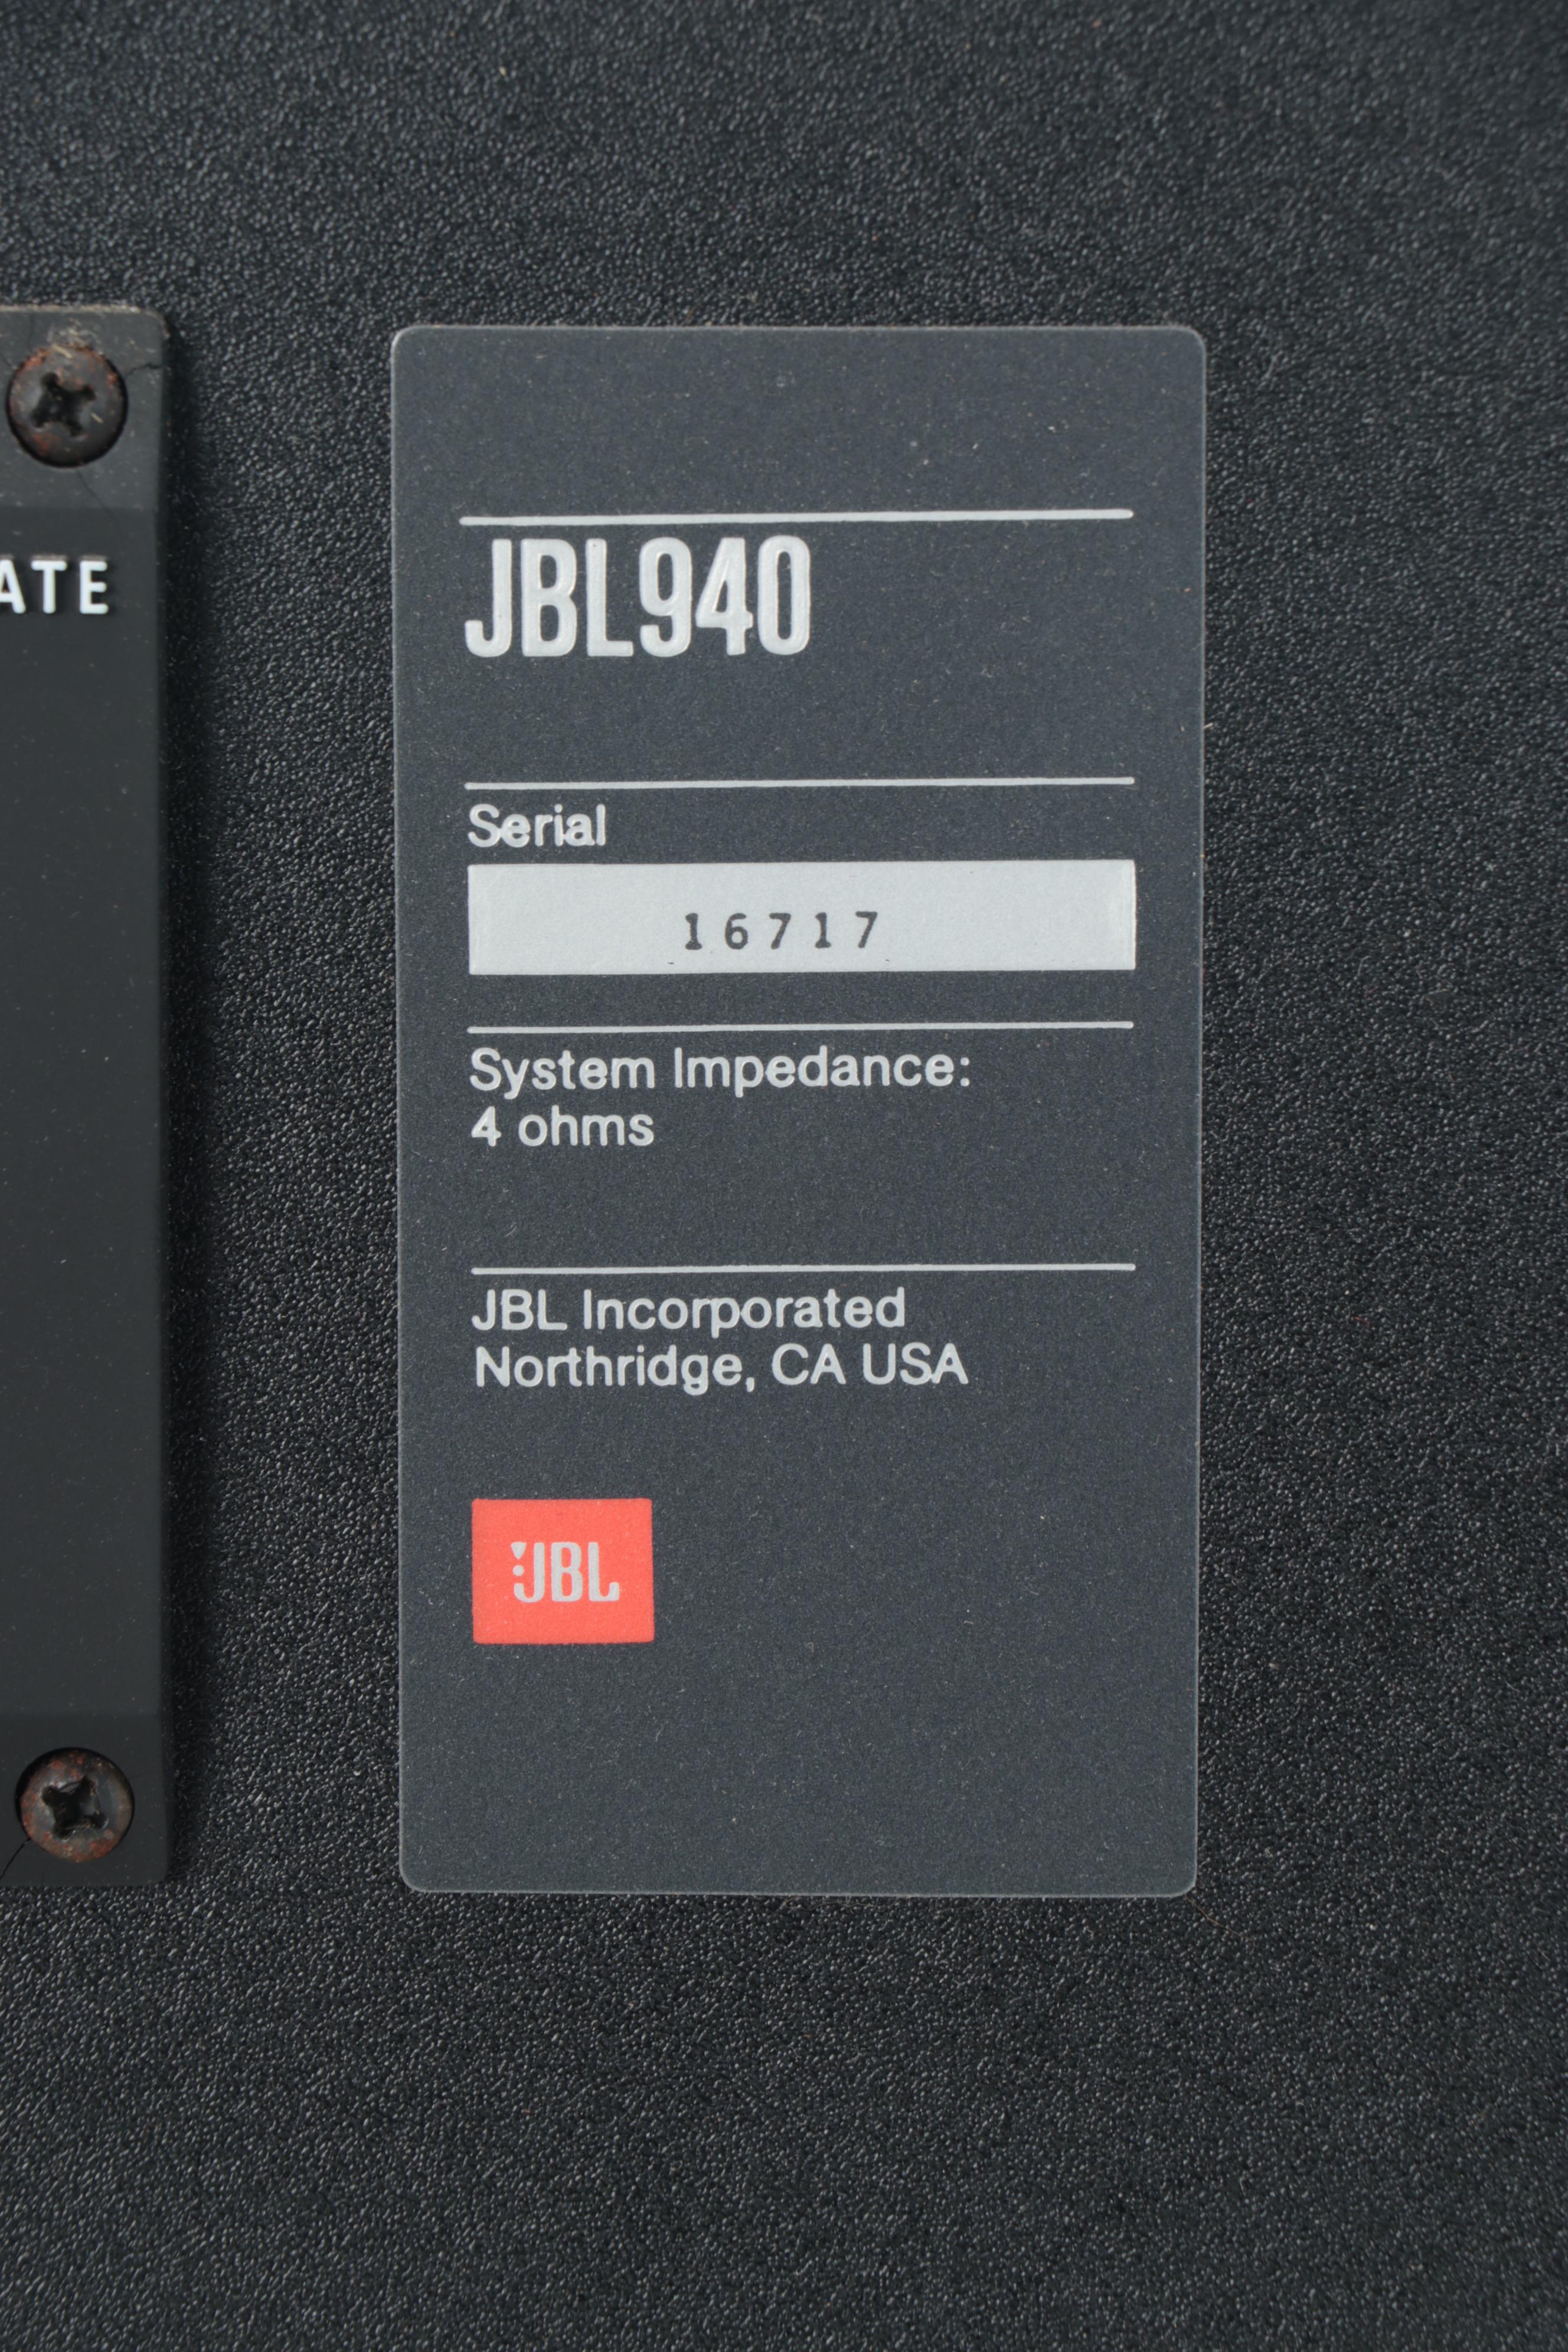 ATE
JBL940
Serial
16717
System Impedance:
4 ohms
JBL Incorporated
Northridge, CA USA
JBL